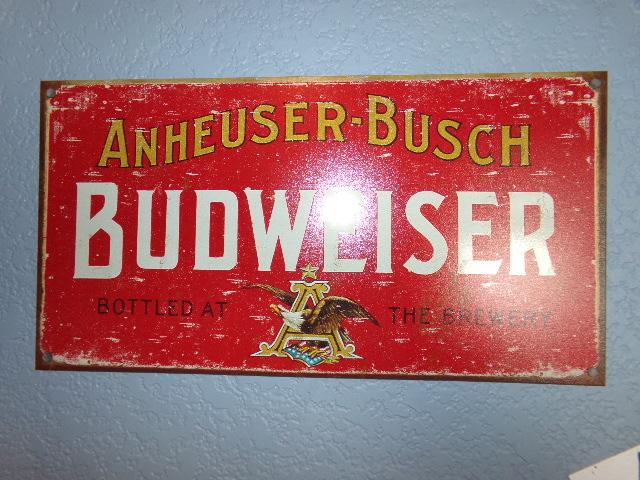 ANHEUSER-BUSCH
BUDWEISER
BOTTLED AT THE BREWERY
A